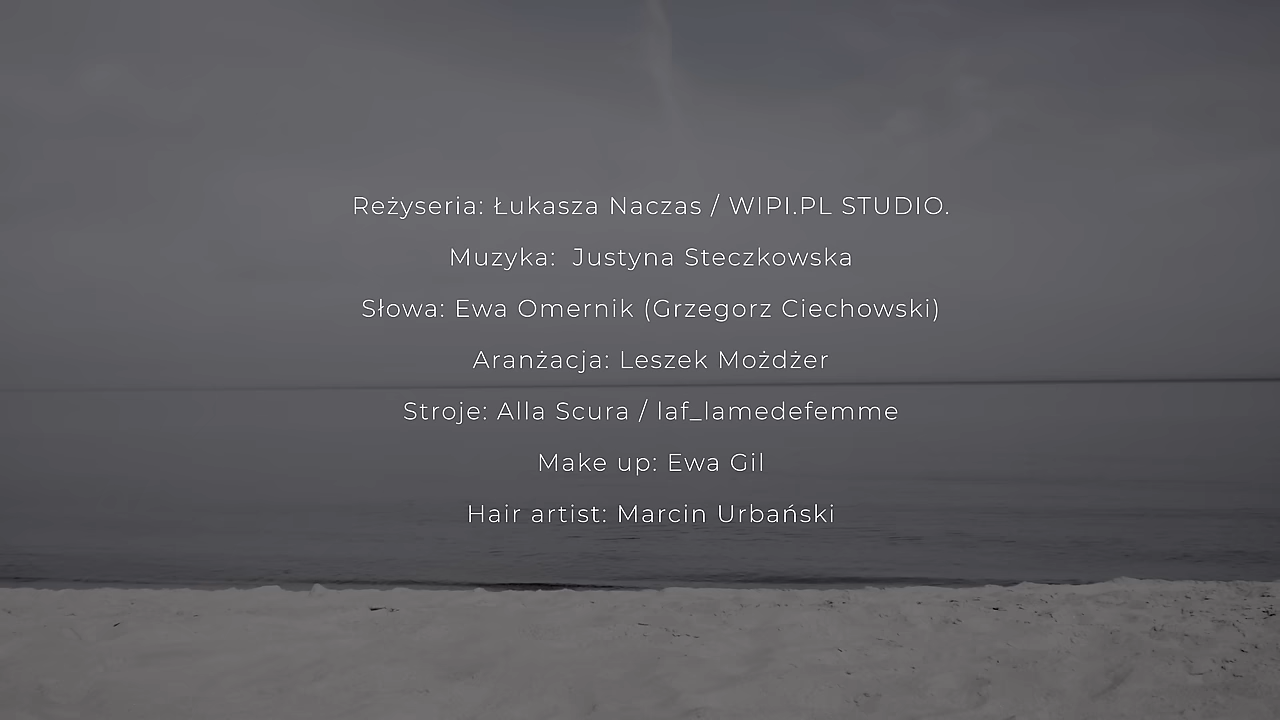 Reżyseria: Łukasza Naczas / WIPI.PL STUDIO.
Muzyka:  Justyna Steczkowska
Słowa: Ewa Omernik (Grzegorz Ciechowski)
Aranżacja: Leszek Możdżer
Stroje: Alla Scura / laf_lamedefemme
Make up: Ewa Gil
Hair artist: Marcin Urbański